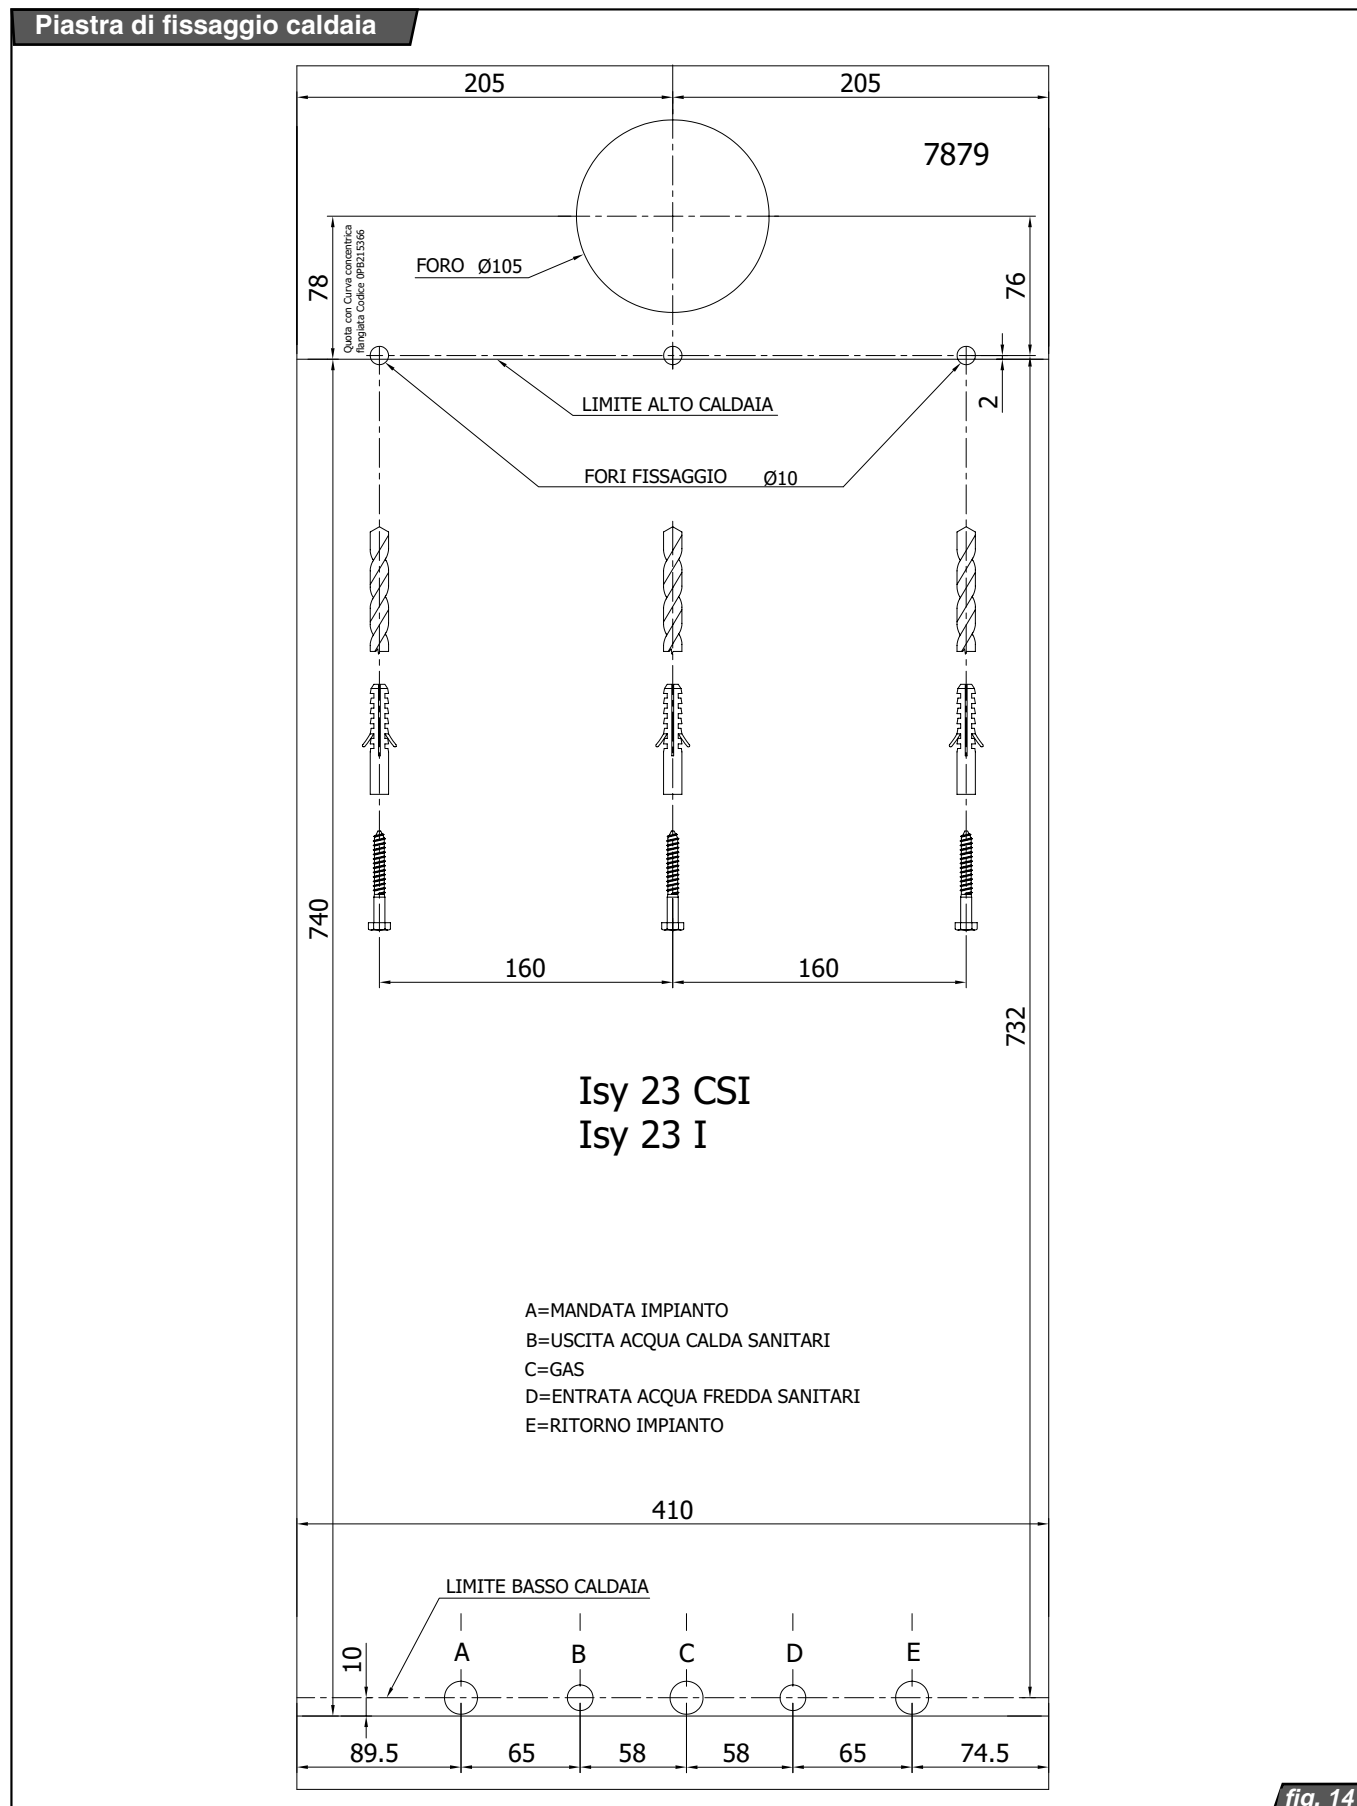 Piastra di fissaggio caldaia
205
205
7879
78
Quota con Curva concentrica
flangiata Codice 0PB215366
FORO Ø105
76
LIMITE ALTO CALDAIA
2
FORI FISSAGGIO Ø10
740
160
160
732
Isy 23 CSI
Isy 23 I
A=MANDATA IMPIANTO
B=USCITA ACQUA CALDA SANITARI
C=GAS
D=ENTRATA ACQUA FREDDA SANITARI
E=RITORNO IMPIANTO
410
LIMITE BASSO CALDAIA
10
A
B
C
D
E
89.5
65
58
58
65
74.5
fig. 14